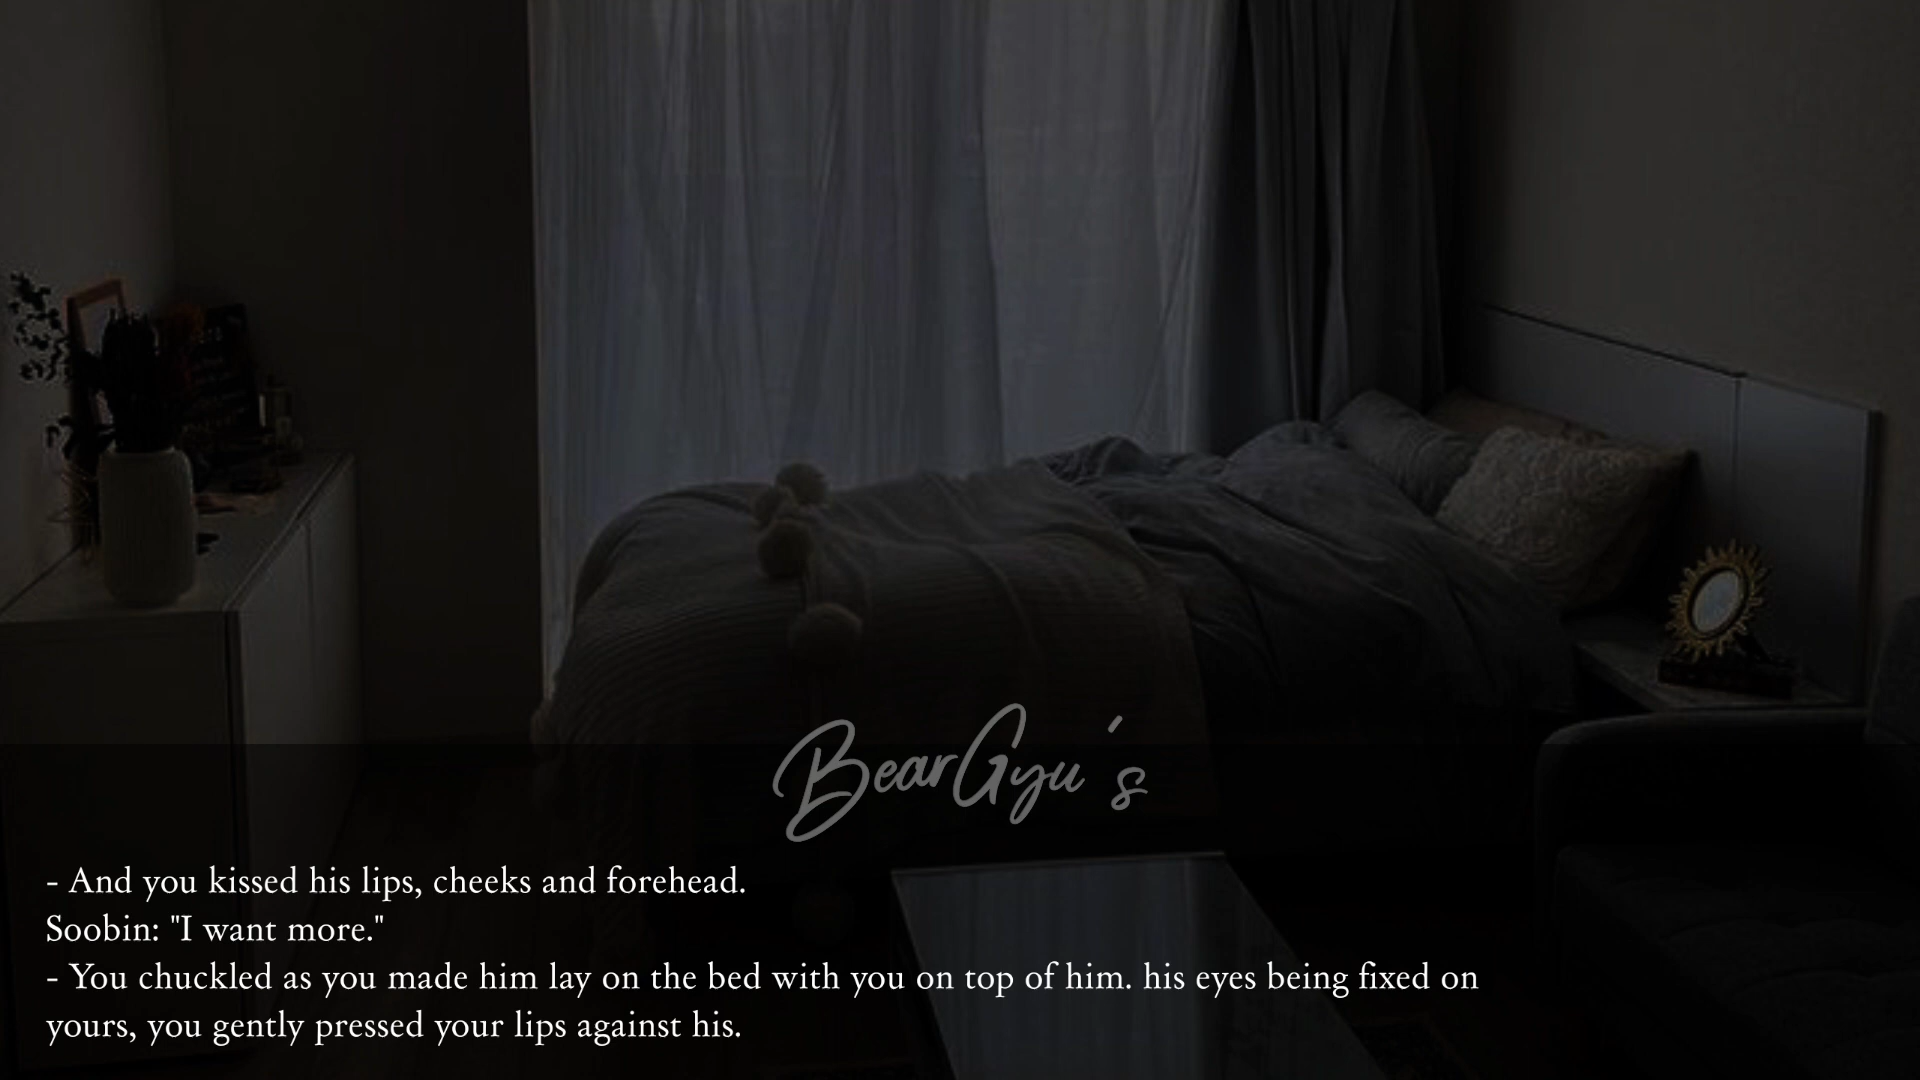 BearGyu's
- And you kissed his lips, cheeks and forehead.
Soobin: "I want more."
- You chuckled as you made him lay on the bed with you on top of him. his eyes being fixed on
yours, you gently pressed your lips against his.